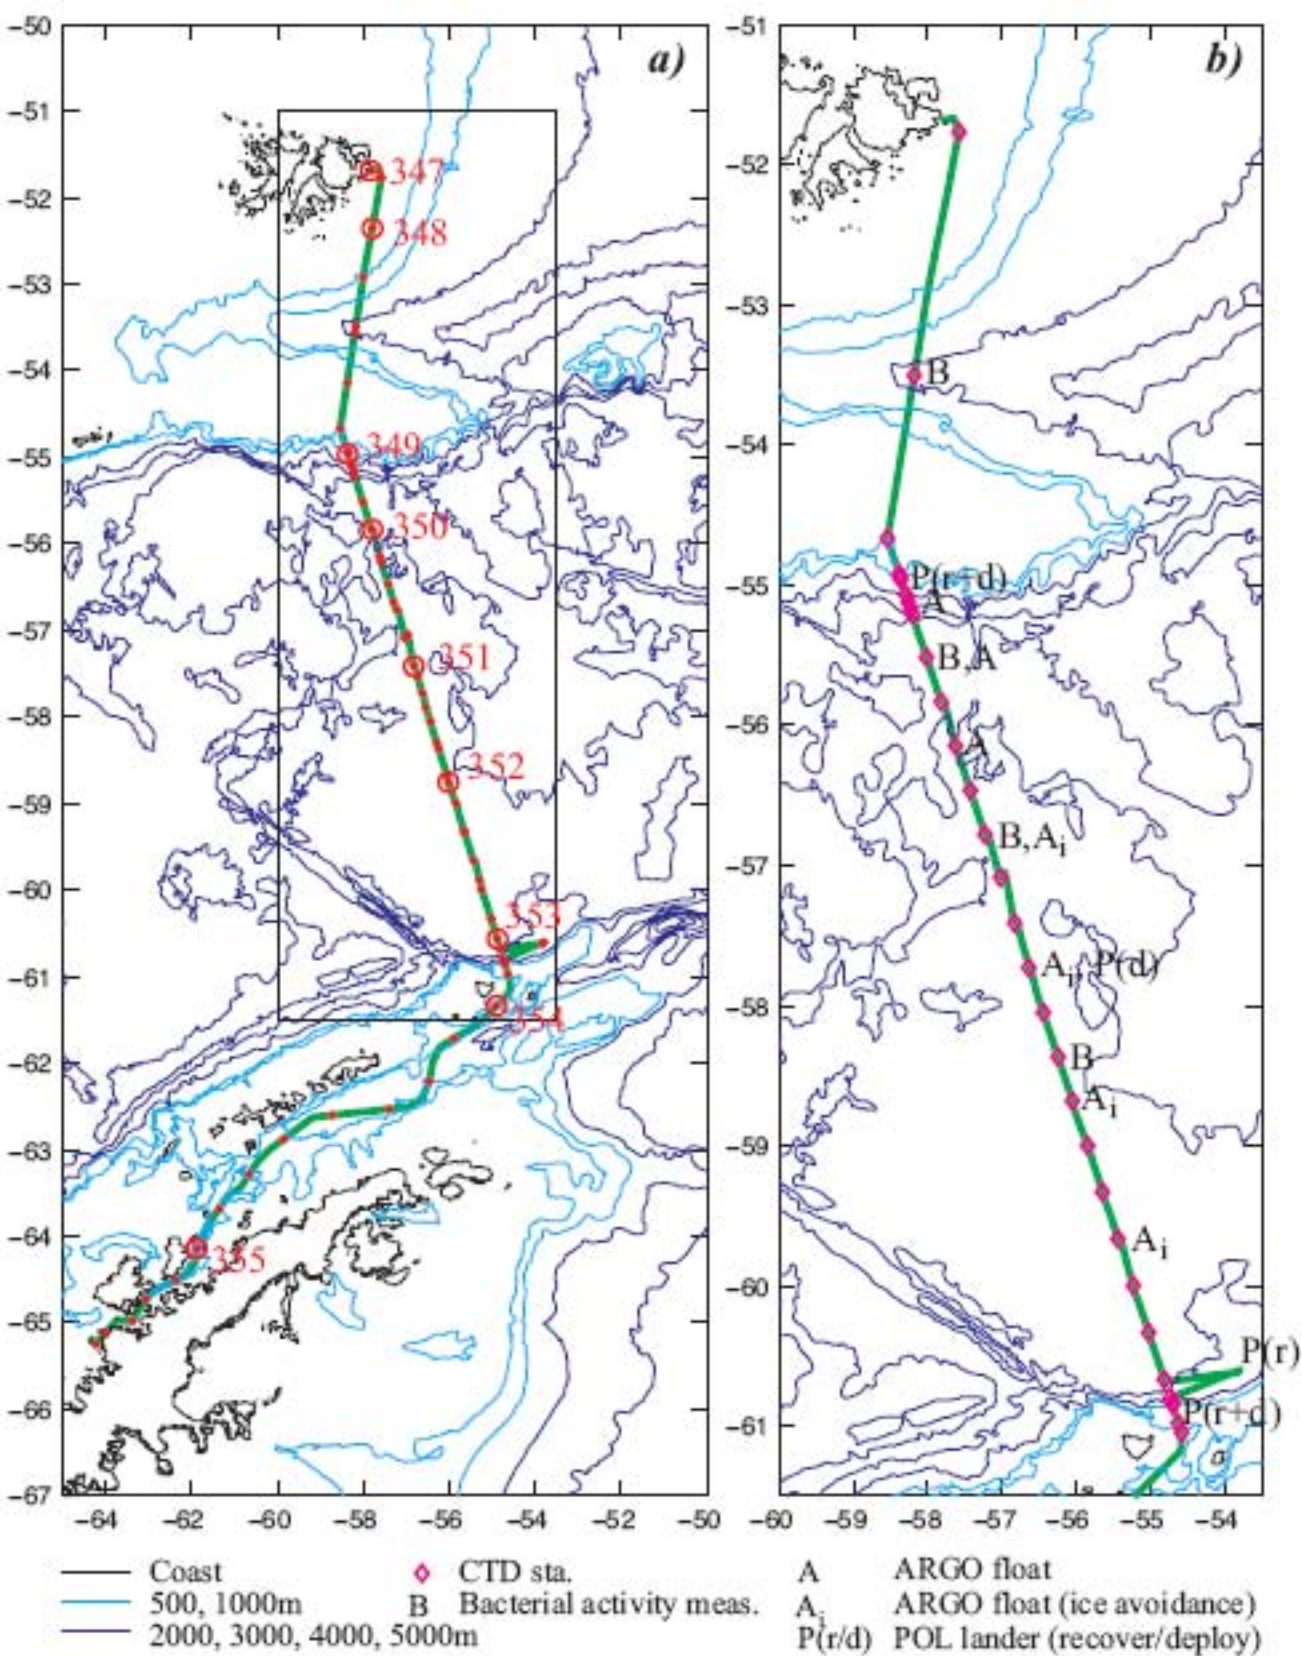 a)
−50
−51
−52
−53
−54
−55
−56
−57
−58
−59
−60
−61
−62
−63
−64
−65
−66
−67
−64 −62 −60 −58 −56 −54 −52 −50
347
348
349
350
351
352
353
354
355
b)
−51
−52
−53
−54
−55
−56
−57
−58
−59
−60
−61
−60 −59 −58 −57 −56 −55 −54
B
P(r+d)
A
B,A
A
B,Ai
Ai, P(d)
B
Ai
Ai
P(r)
P(r+d)
Coast
500, 1000m
2000, 3000, 4000, 5000m
CTD sta.
B Bacterial activity meas.
A ARGO float
Ai ARGO float (ice avoidance)
P(r/d) POL lander (recover/deploy)